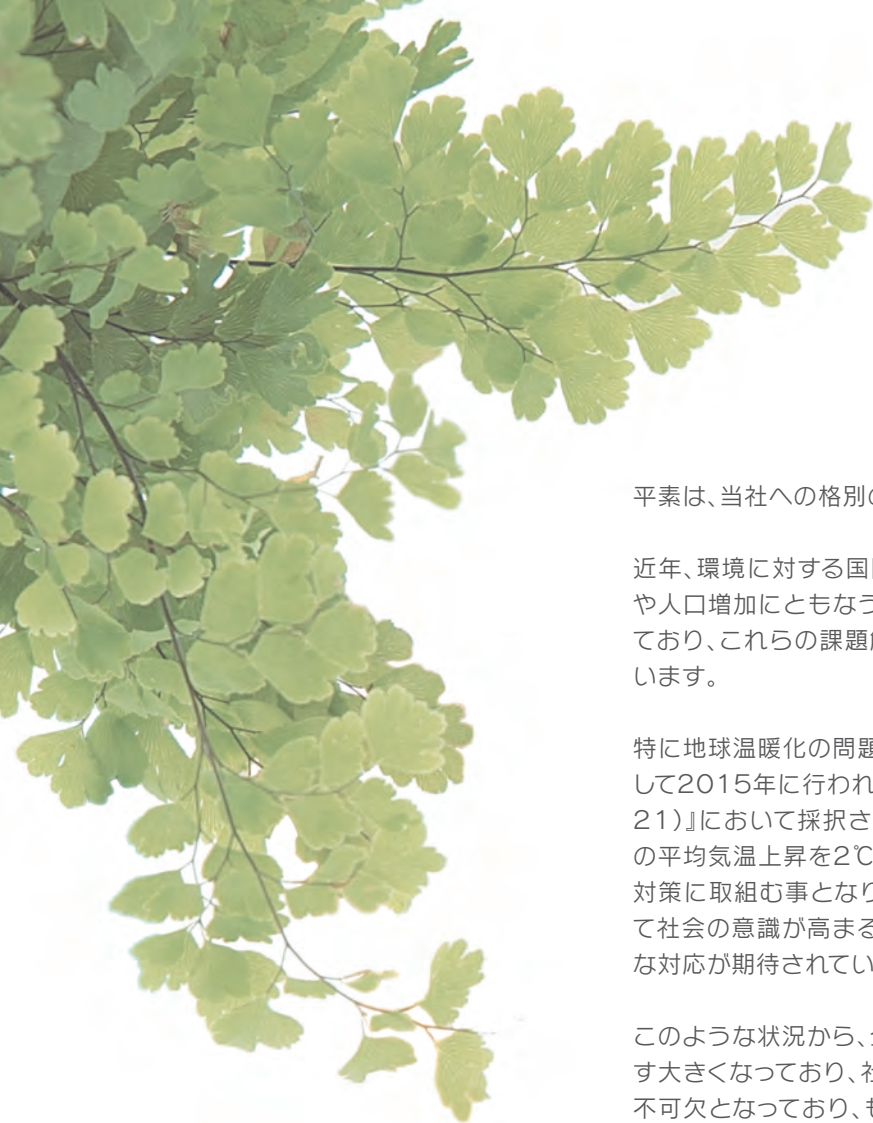 平素は、当社への格別の
近年、環境に対する国
や人口増加にともなう
ており、これらの課題
います。
特に地球温暖化の問題
して2015年に行われ
21)』において採択さ
の平均気温上昇を2℃
対策に取組む事となり
て社会の意識が高まる
な対応が期待されてい
このような状況から、
す大きくなっており、社
不可欠となっており、も